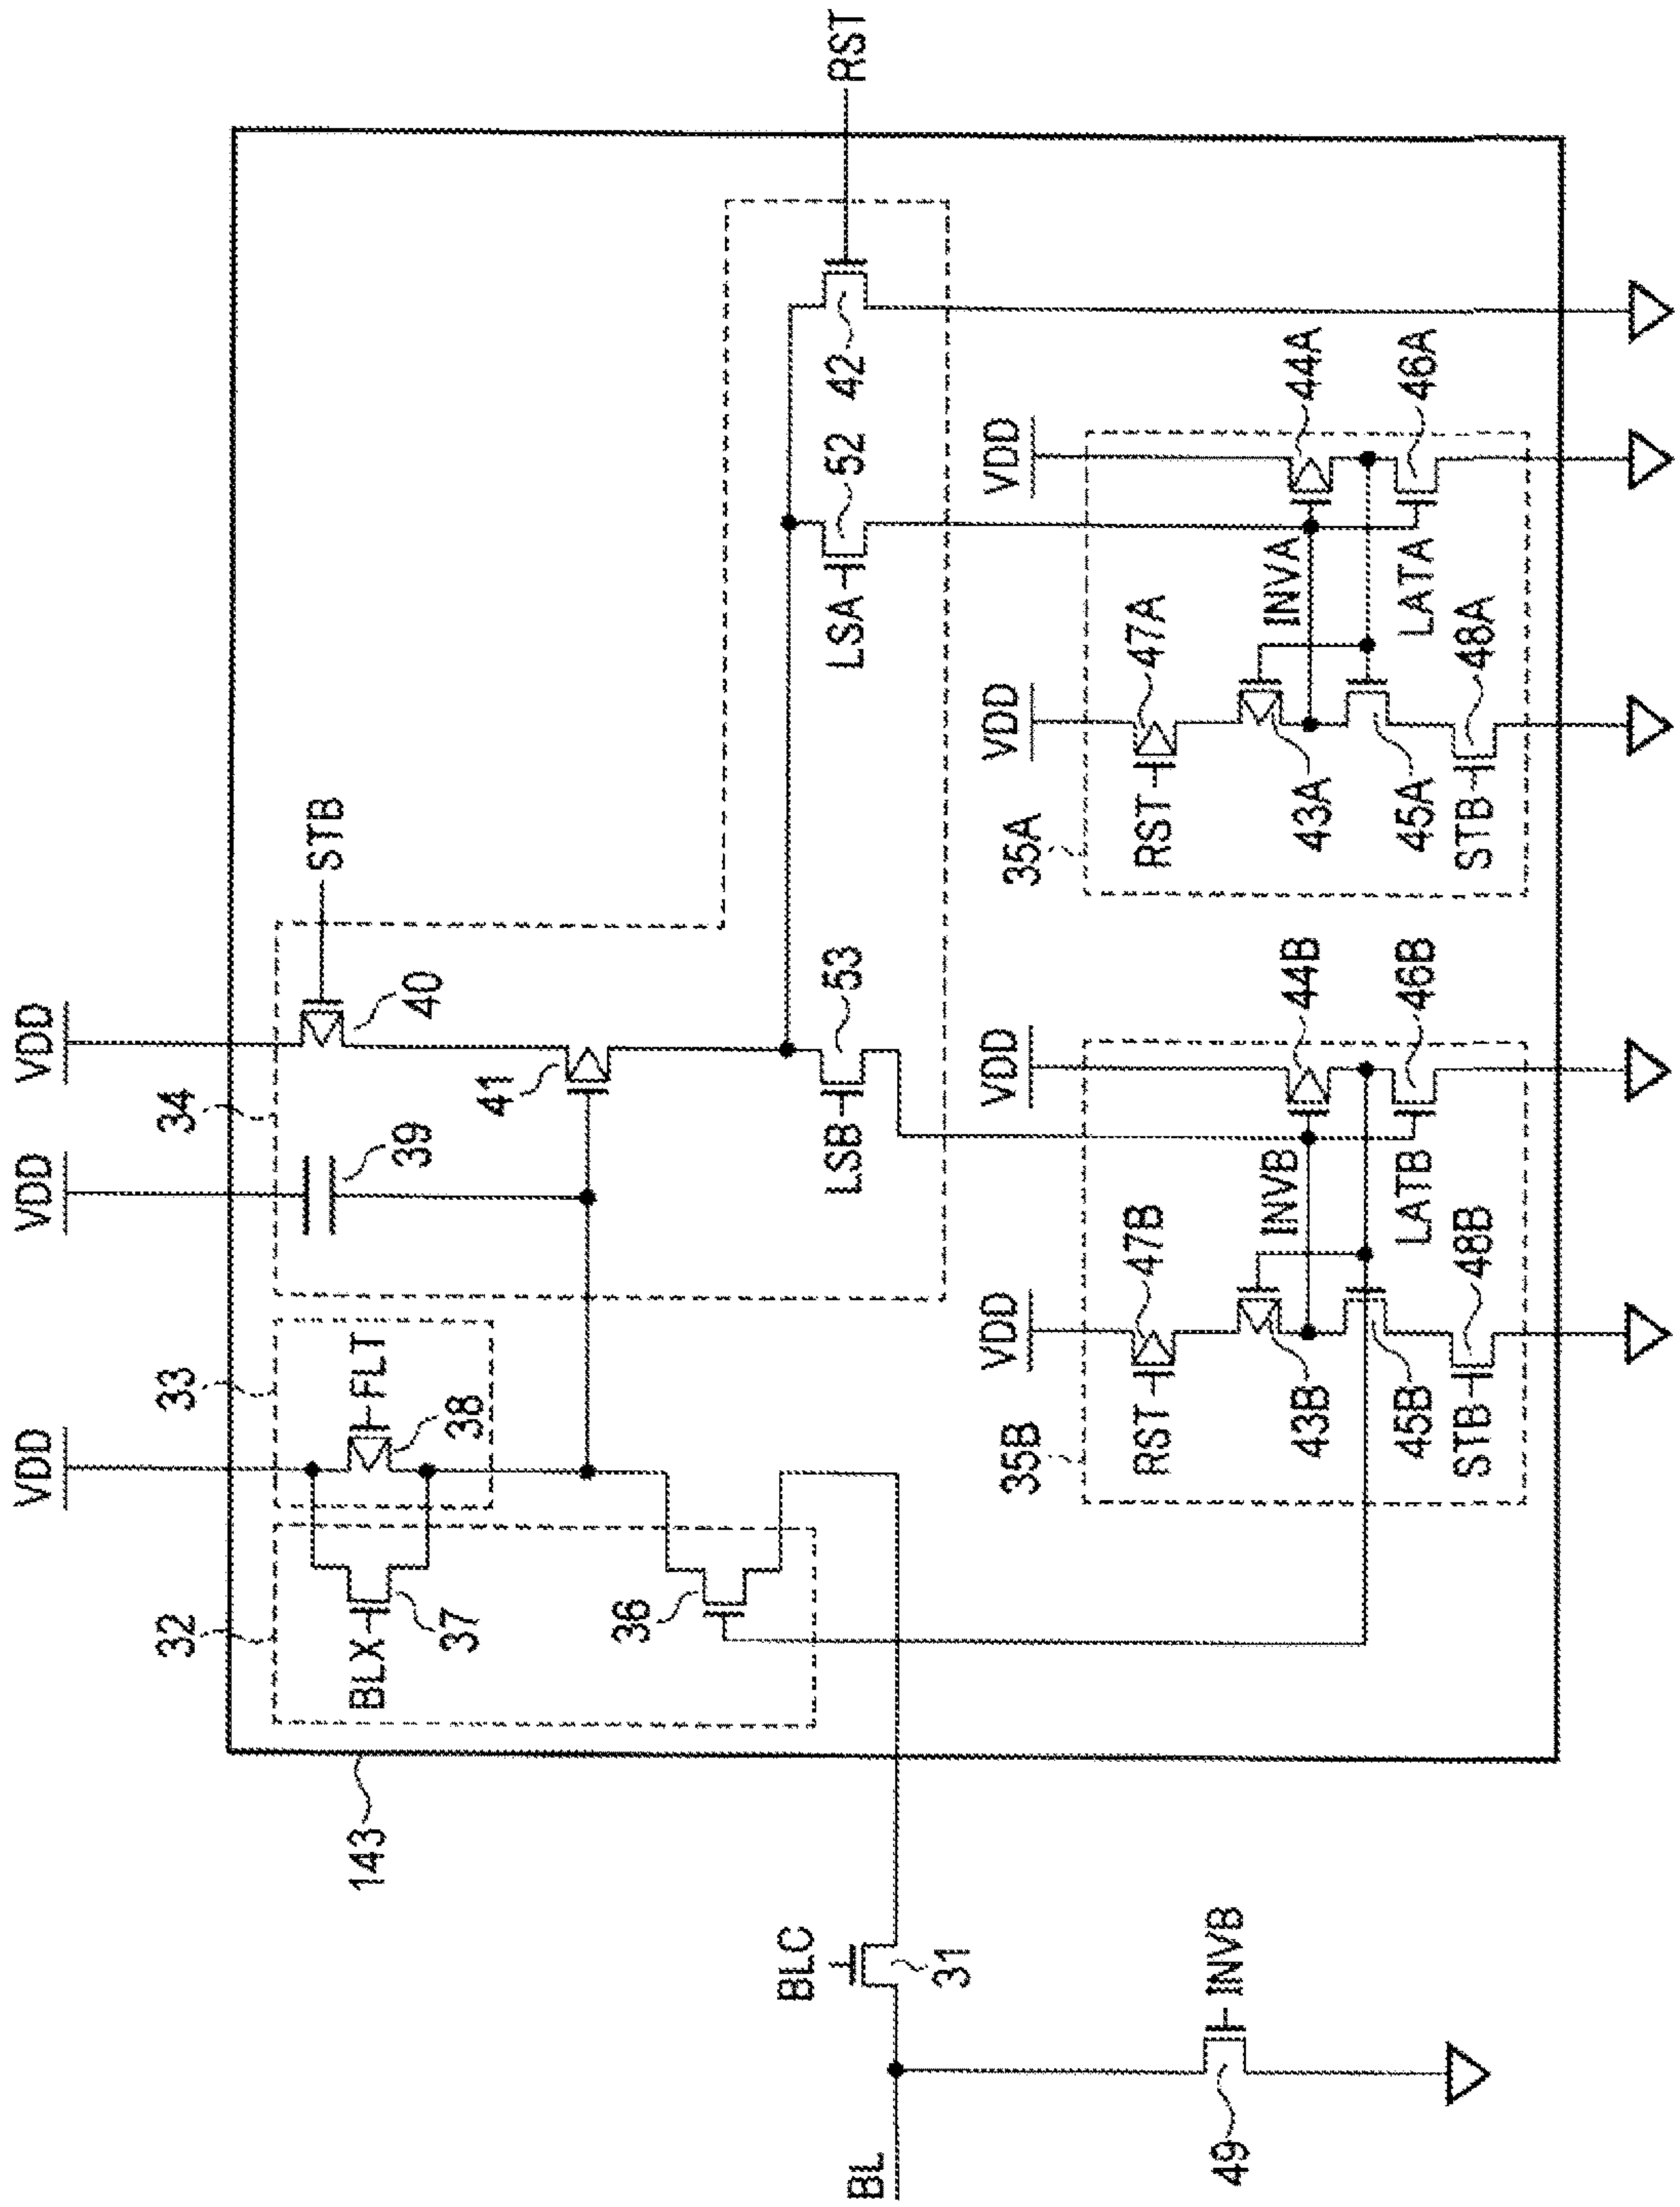 VDD
VDD
VDD
33
34
32
STB
BLX
FLT
37
38
39
40
41
36
143
RST
BLC
31
LSB
53
LSA
52
42
BL
49
INVB
35B
VDD
VDD
RST
47B
INVB
44B
43B
45B
LATB
46B
STB
48B
35A
VDD
VDD
RST
47A
INVA
44A
43A
45A
LATA
46A
STB
48A